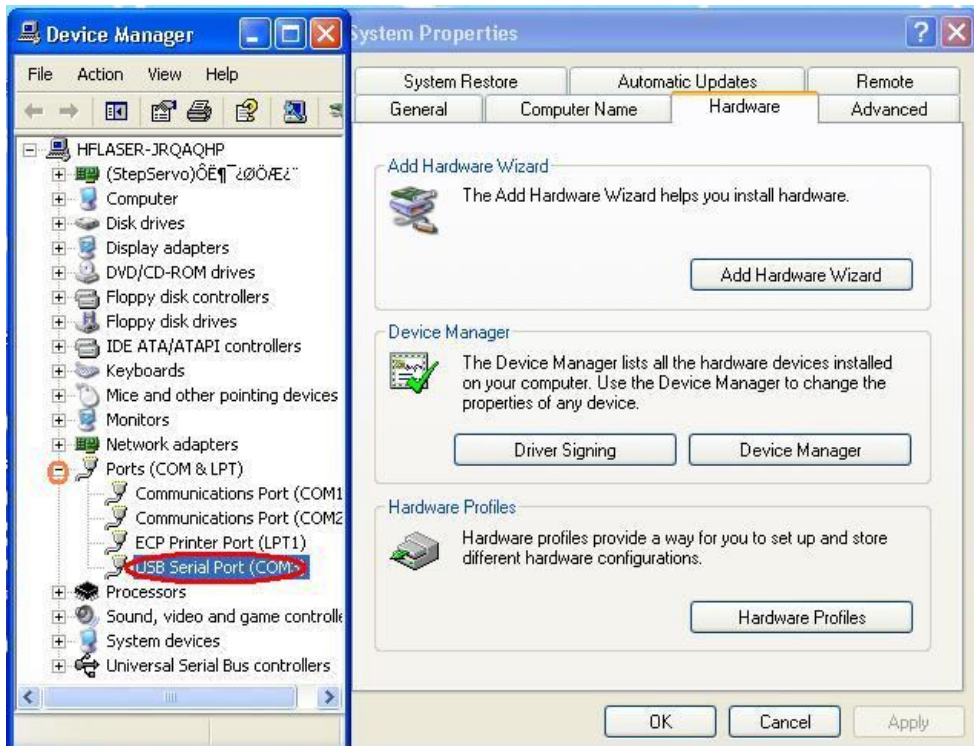 Device Manager
File Action View Help
HFLASER-JRQAQHP
(StepServo)ÔË¶¯¿ØÖÆ¿¨
Computer
Disk drives
Display adapters
DVD/CD-ROM drives
Floppy disk controllers
Floppy disk drives
IDE ATA/ATAPI controllers
Keyboards
Mice and other pointing devices
Monitors
Network adapters
Ports (COM & LPT)
Communications Port (COM1
Communications Port (COM2
ECP Printer Port (LPT1)
USB Serial Port
Processors
Sound, video and game controlle
System devices
Universal Serial Bus controllers
System Properties
System Restore Automatic Updates Remote
General Computer Name Hardware Advanced
Add Hardware Wizard
The Add Hardware Wizard helps you install hardware.
Add Hardware Wizard
Device Manager
The Device Manager lists all the hardware devices installed
on your computer. Use the Device Manager to change the
properties of any device.
Driver Signing Device Manager
Hardware Profiles
Hardware profiles provide a way for you to set up and store
different hardware configurations.
Hardware Profiles
OK Cancel Apply